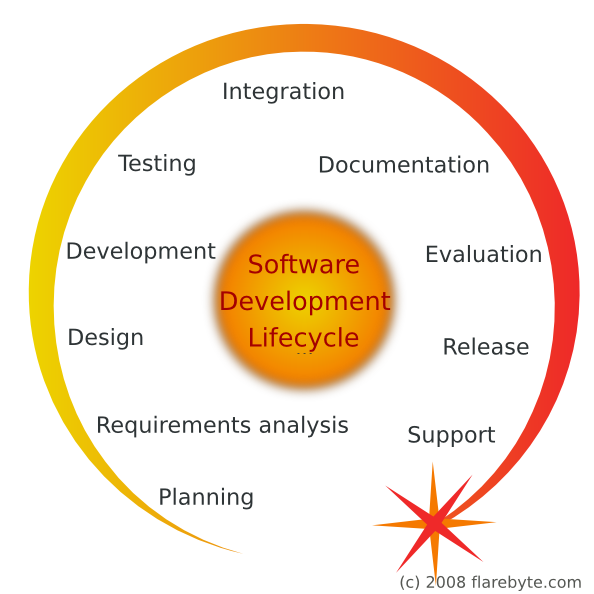 Integration
Testing
Documentation
Development
Evaluation
Software
Development
Lifecycle
Design
Release
Requirements analysis
Support
Planning
(c) 2008 flarebyte.com